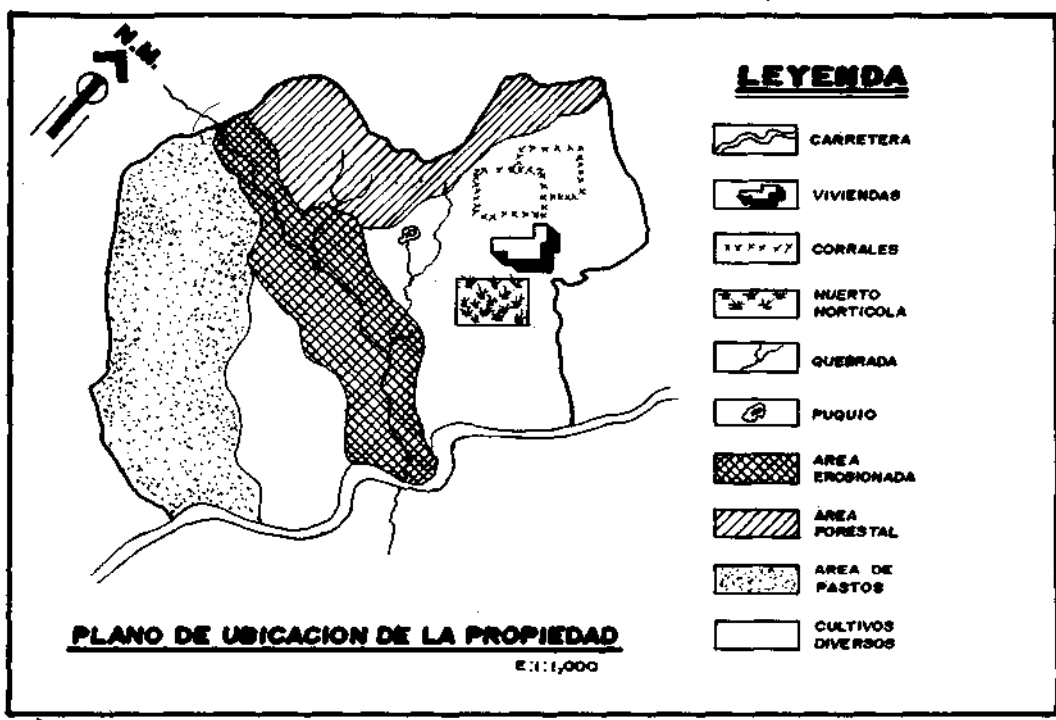 N.M.
LEYENDA
CARRETERA
VIVIENDAS
CORRALES
HUERTO
HORTICOLA
QUEBRADA
PUQUIO
AREA
EROSIONADA
AREA
FORESTAL
AREA DE
PASTOS
CULTIVOS
DIVERSOS
PLANO DE UBICACION DE LA PROPIEDAD
E:1:1,000